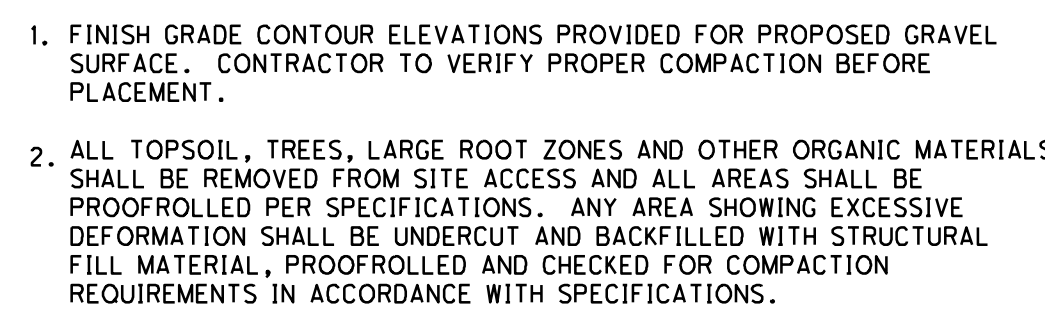 1. FINISH GRADE CONTOUR ELEVATIONS PROVIDED FOR PROPOSED GRAVEL
SURFACE. CONTRACTOR TO VERIFY PROPER COMPACTION BEFORE
PLACEMENT.
2. ALL TOPSOIL, TREES, LARGE ROOT ZONES AND OTHER ORGANIC MATERIALS
SHALL BE REMOVED FROM SITE ACCESS AND ALL AREAS SHALL BE
PROOFROLLED PER SPECIFICATIONS. ANY AREA SHOWING EXCESSIVE
DEFORMATION SHALL BE UNDERCUT AND BACKFILLED WITH STRUCTURAL
FILL MATERIAL, PROOFROLLED AND CHECKED FOR COMPACTION
REQUIREMENTS IN ACCORDANCE WITH SPECIFICATIONS.